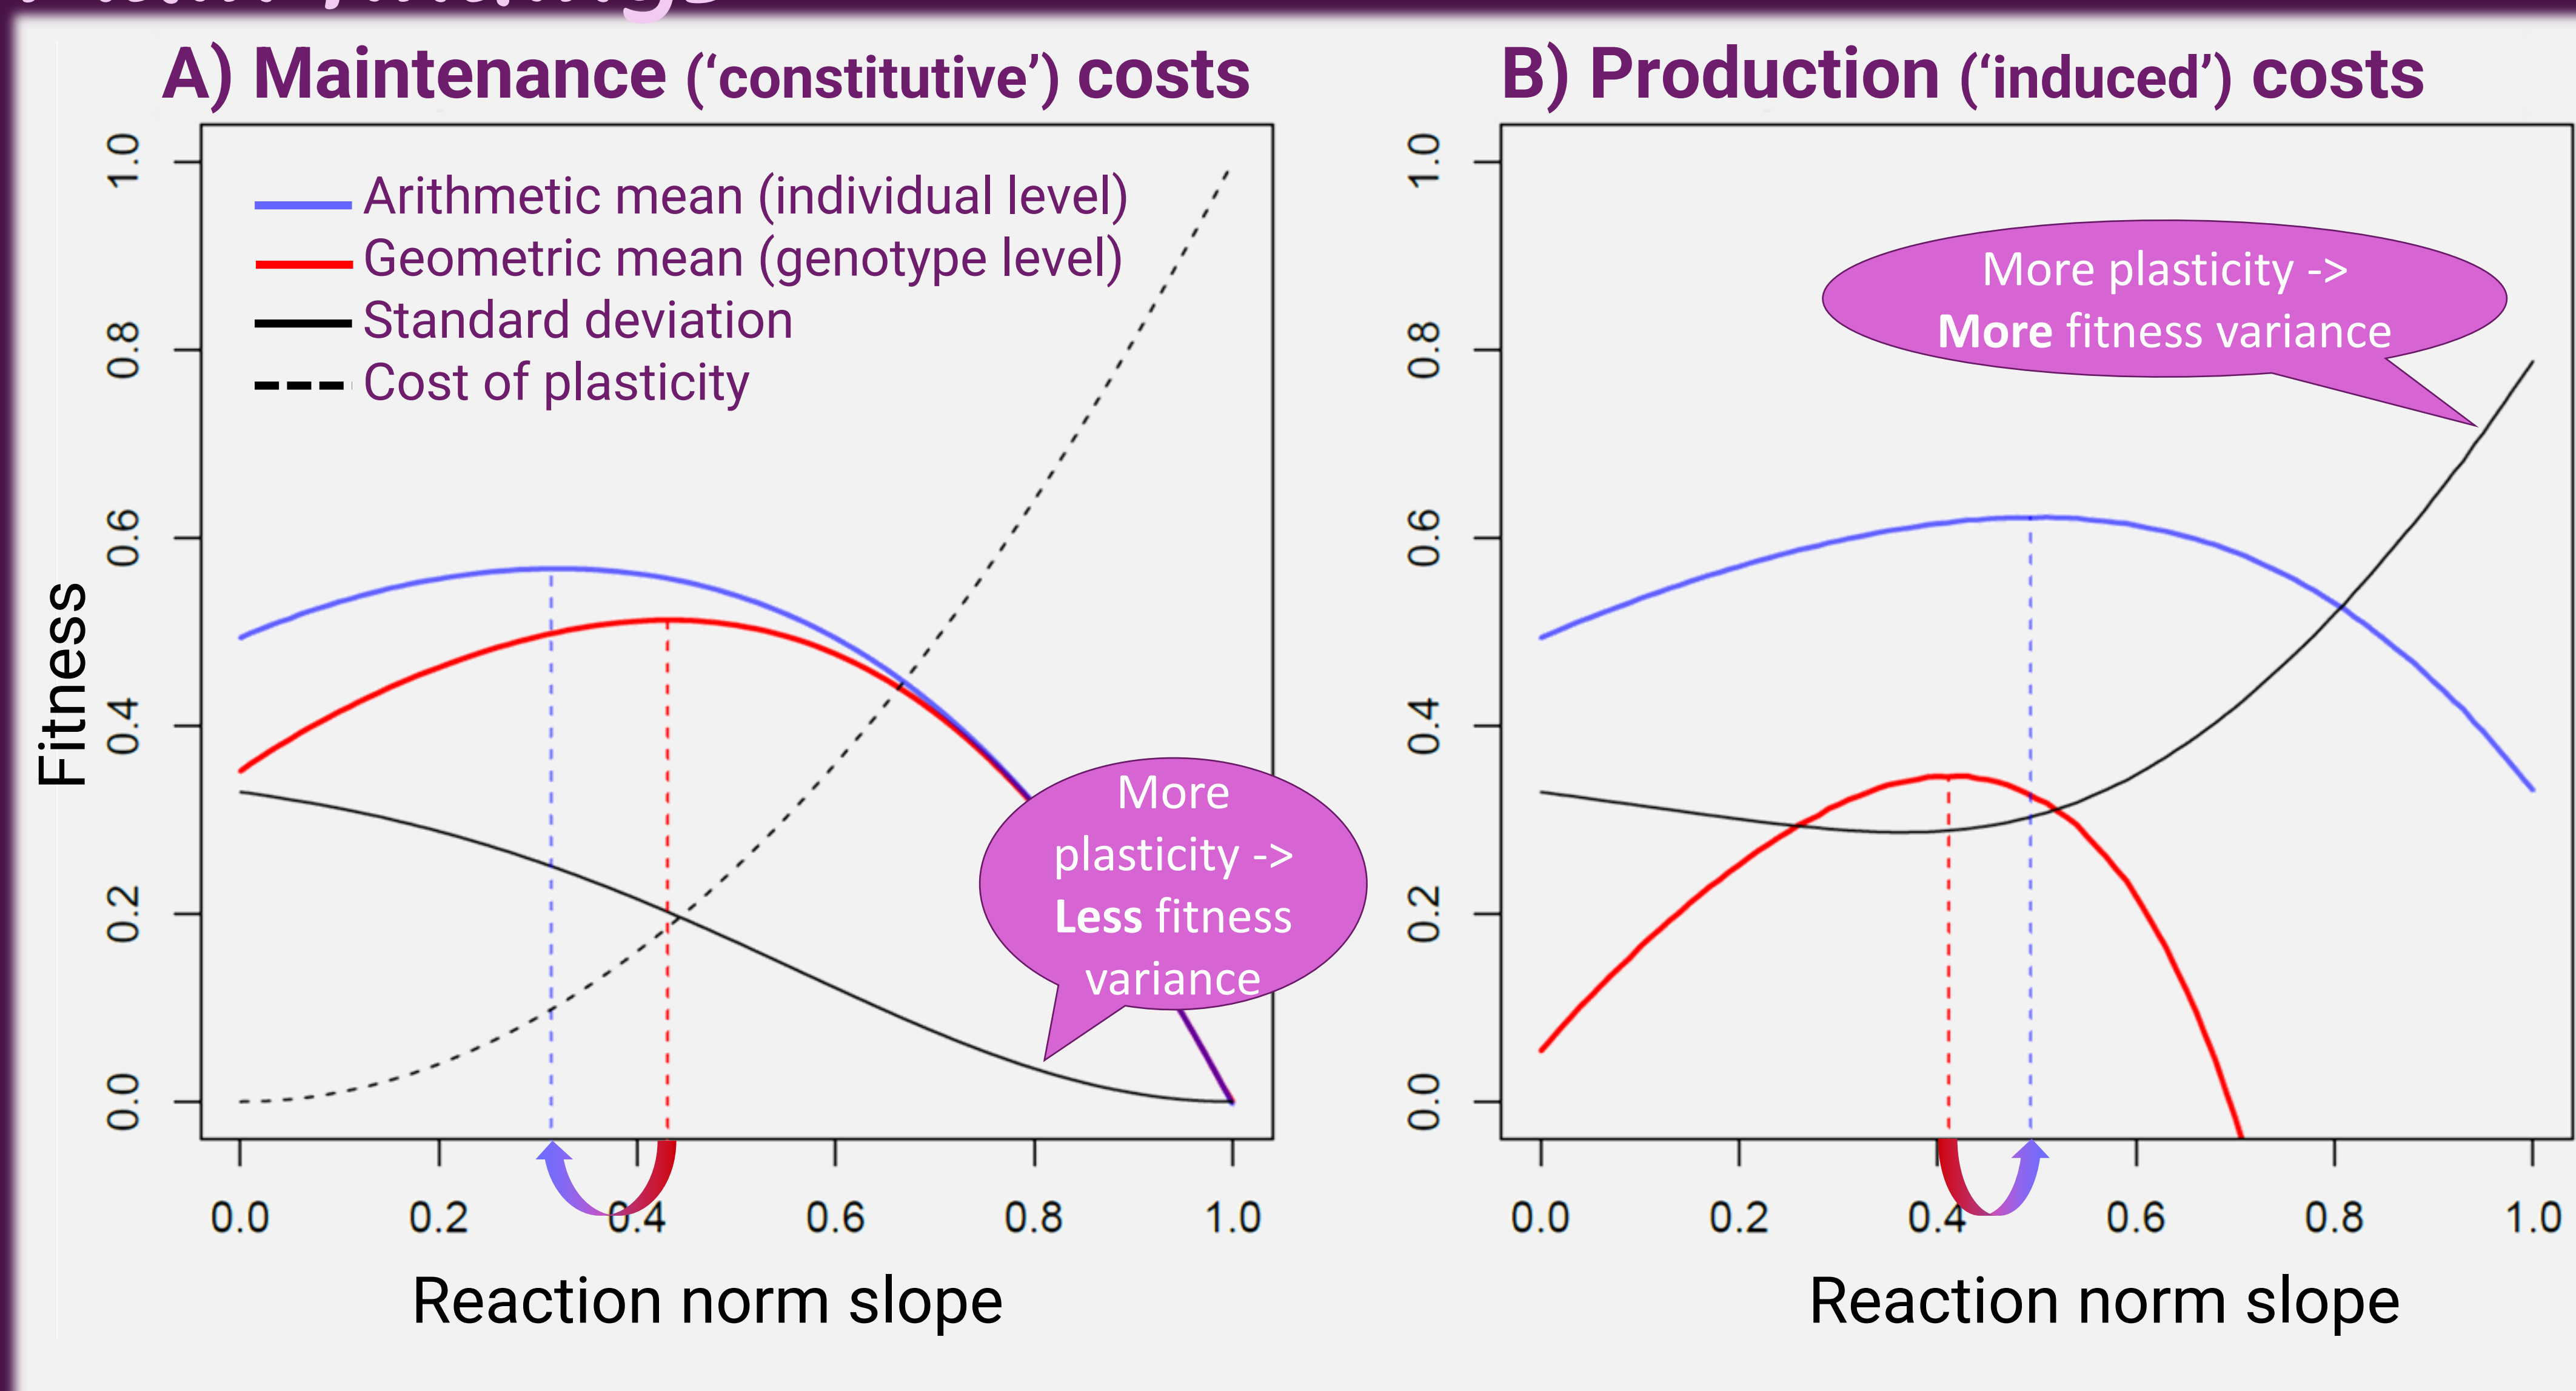 A) Maintenance (‘constitutive’) costs
1.0
0.8
0.6
0.4
0.2
0.0
Fitness
Arithmetic mean (individual level)
Geometric mean (genotype level)
Standard deviation
Cost of plasticity
More
plasticity ->
Less fitness
variance
0.0 0.2 0.4 0.6 0.8 1.0
Reaction norm slope
B) Production (‘induced’) costs
1.0
0.8
0.6
0.4
0.2
0.0
More plasticity ->
More fitness variance
0.0 0.2 0.4 0.6 0.8 1.0
Reaction norm slope